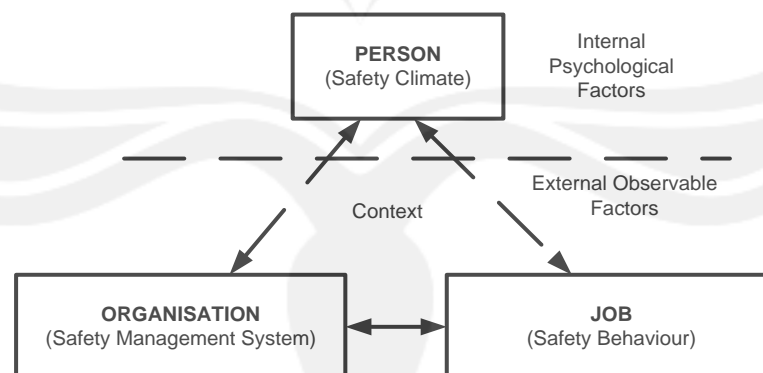 PERSON
(Safety Climate)
Internal
Psychological
Factors
External Observable
Factors
Context
ORGANISATION
(Safety Management System)
JOB
(Safety Behaviour)